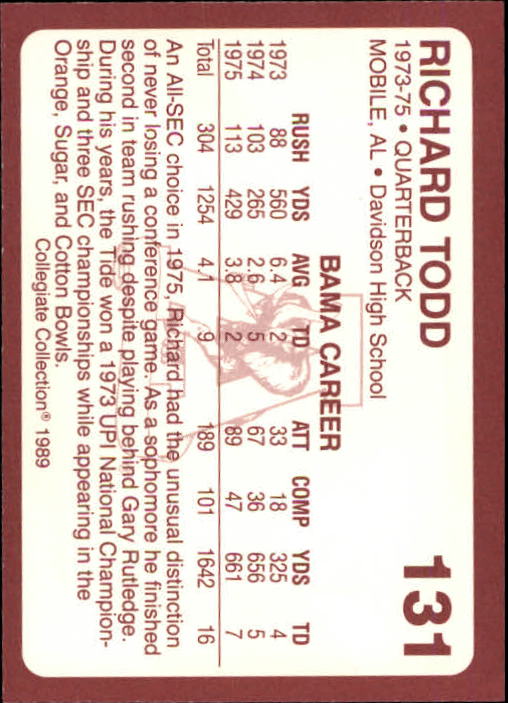 RICHARD TODD 131
1973-75 • QUARTERBACK
MOBILE, AL • Davidson High School
BAMA CAREER
RUSH YDS AVG TD ATT COMP YDS TD
1973 88 560 6.4 2 33 18 325 4
1974 103 265 2.6 5 67 36 656 5
1975 113 429 3.8 2 89 47 661 7
Total 304 1254 4.1 9 189 101 1642 16
An All-SEC choice in 1975, Richard had the unusual distinction
of never losing a conference game. As a sophomore he finished
second in team rushing despite playing behind Gary Rutledge.
During his years, the Tide won a 1973 UPI National Champion-
ship and three SEC championships while appearing in the
Orange, Sugar, and Cotton Bowls.
Collegiate Collection® 1989